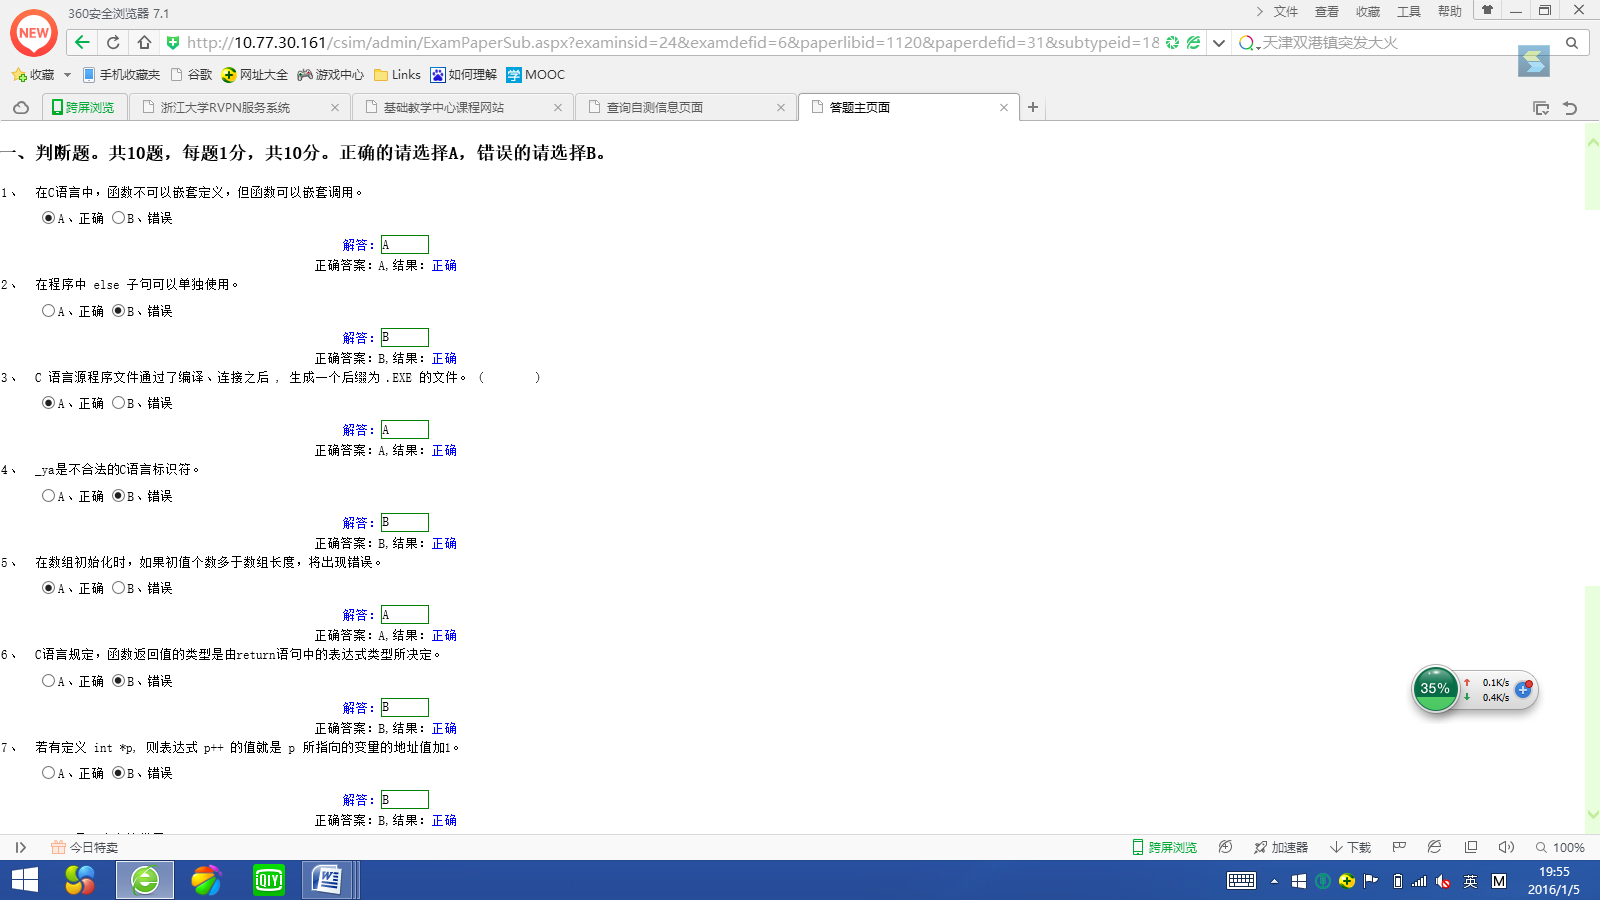 360安全浏览器 7.1
文件 查看 收藏 工具 帮助
NEW
http://10.77.30.161/csim/admin/ExamPaperSub.aspx?examinsid=24&examdefid=6&paperlibid=1120&paperdefid=31&subtypeid=1&
天津双港镇突发大火
收藏 手机收藏夹 谷歌 网址大全 游戏中心 Links 如何理解 学 MOOC
跨屏浏览 浙江大学RVPN服务系统 基础教学中心课程网站 查询自测信息页面 答题主页面
一、判断题。共10题，每题1分，共10分。正确的请选择A，错误的请选择B。
1、 在C语言中，函数不可以嵌套定义，但函数可以嵌套调用。
A、正确 B、错误
解答：A
正确答案：A,结果：正确
2、 在程序中 else 子句可以单独使用。
A、正确 B、错误
解答：B
正确答案：B,结果：正确
3、 C 语言源程序文件通过了编译、连接之后 , 生成一个后缀为 .EXE 的文件。 ( )
A、正确 B、错误
解答：A
正确答案：A,结果：正确
4、 _ya是不合法的C语言标识符。
A、正确 B、错误
解答：B
正确答案：B,结果：正确
5、 在数组初始化时，如果初值个数多于数组长度，将出现错误。
A、正确 B、错误
解答：A
正确答案：A,结果：正确
6、 C语言规定，函数返回值的类型是由return语句中的表达式类型所决定。
A、正确 B、错误
解答：B
正确答案：B,结果：正确
7、 若有定义 int *p, 则表达式 p++ 的值就是 p 所指向的变量的地址值加1。
A、正确 B、错误
解答：B
正确答案：B,结果：正确
35% 0.1K/s
0.4K/s
今日特卖 跨屏浏览 加速器 下载 100%
QIYI
英 M
19:55
2016/1/5